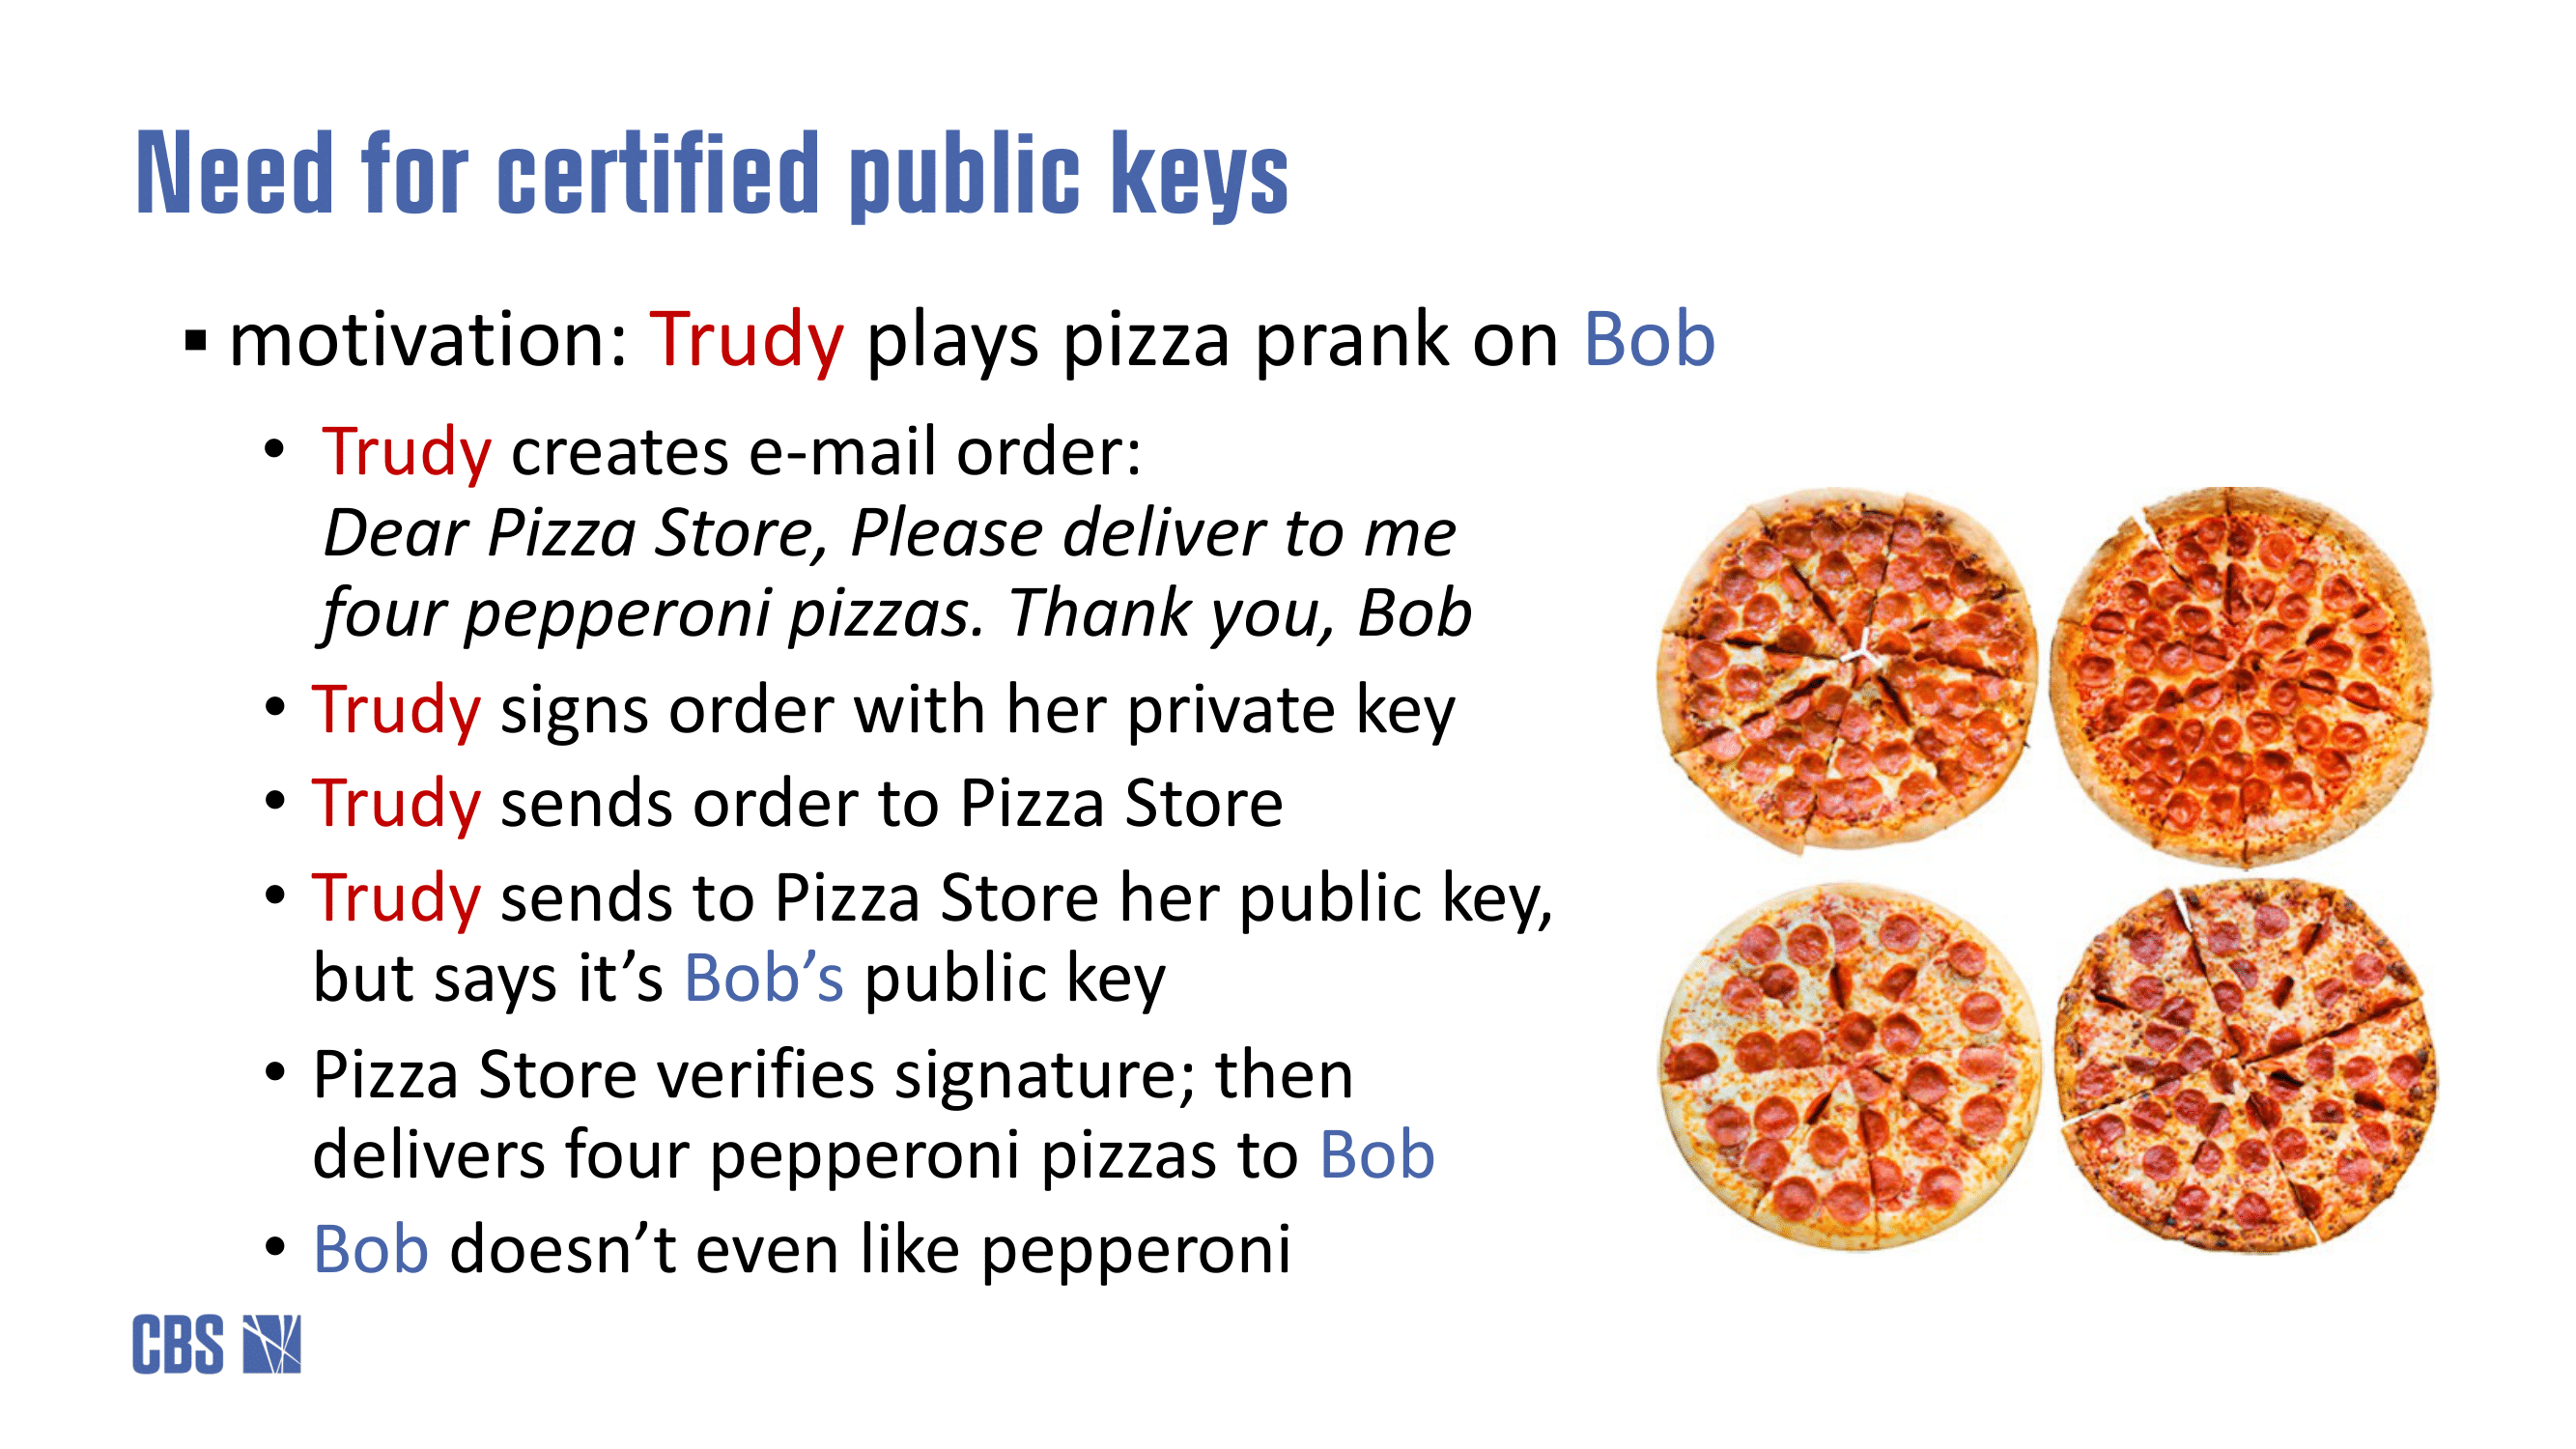 Need for certified public keys
▪ motivation: Trudy plays pizza prank on Bob
• Trudy creates e-mail order:
Dear Pizza Store, Please deliver to me
four pepperoni pizzas. Thank you, Bob
• Trudy signs order with her private key
• Trudy sends order to Pizza Store
• Trudy sends to Pizza Store her public key,
but says it’s Bob’s public key
• Pizza Store verifies signature; then
delivers four pepperoni pizzas to Bob
• Bob doesn’t even like pepperoni
CBS